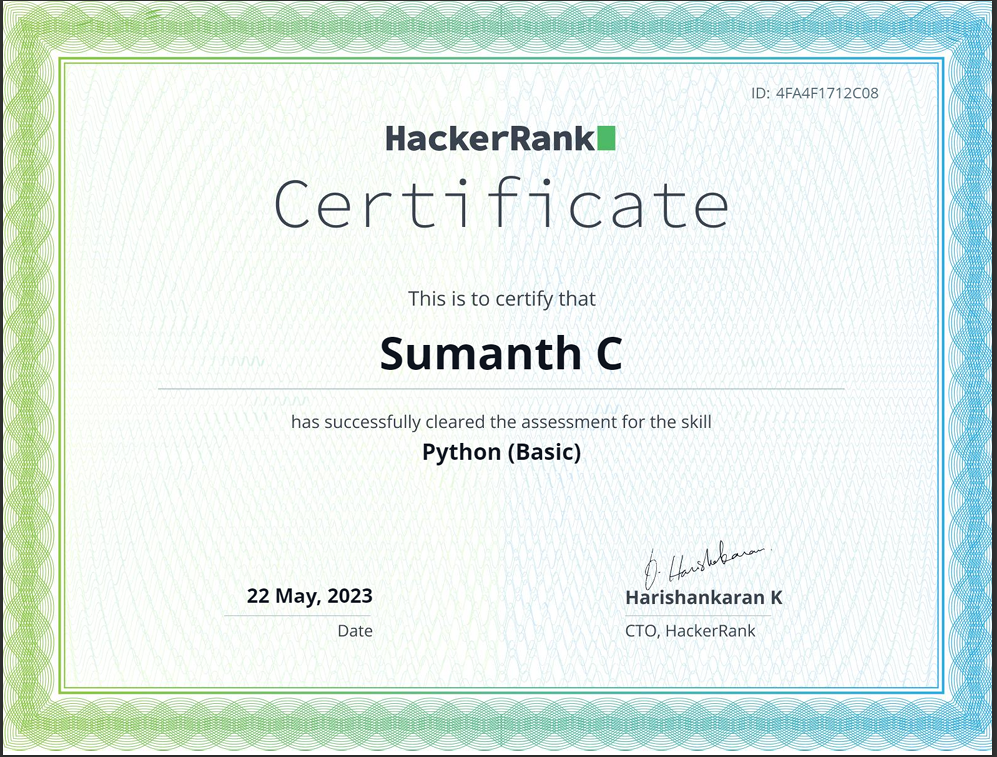 ID: 4FA4F1712C08
HackerRank
Certificate
This is to certify that
Sumanth C
has successfully cleared the assessment for the skill
Python (Basic)
22 May, 2023
Date
Harishankaran K
CTO, HackerRank